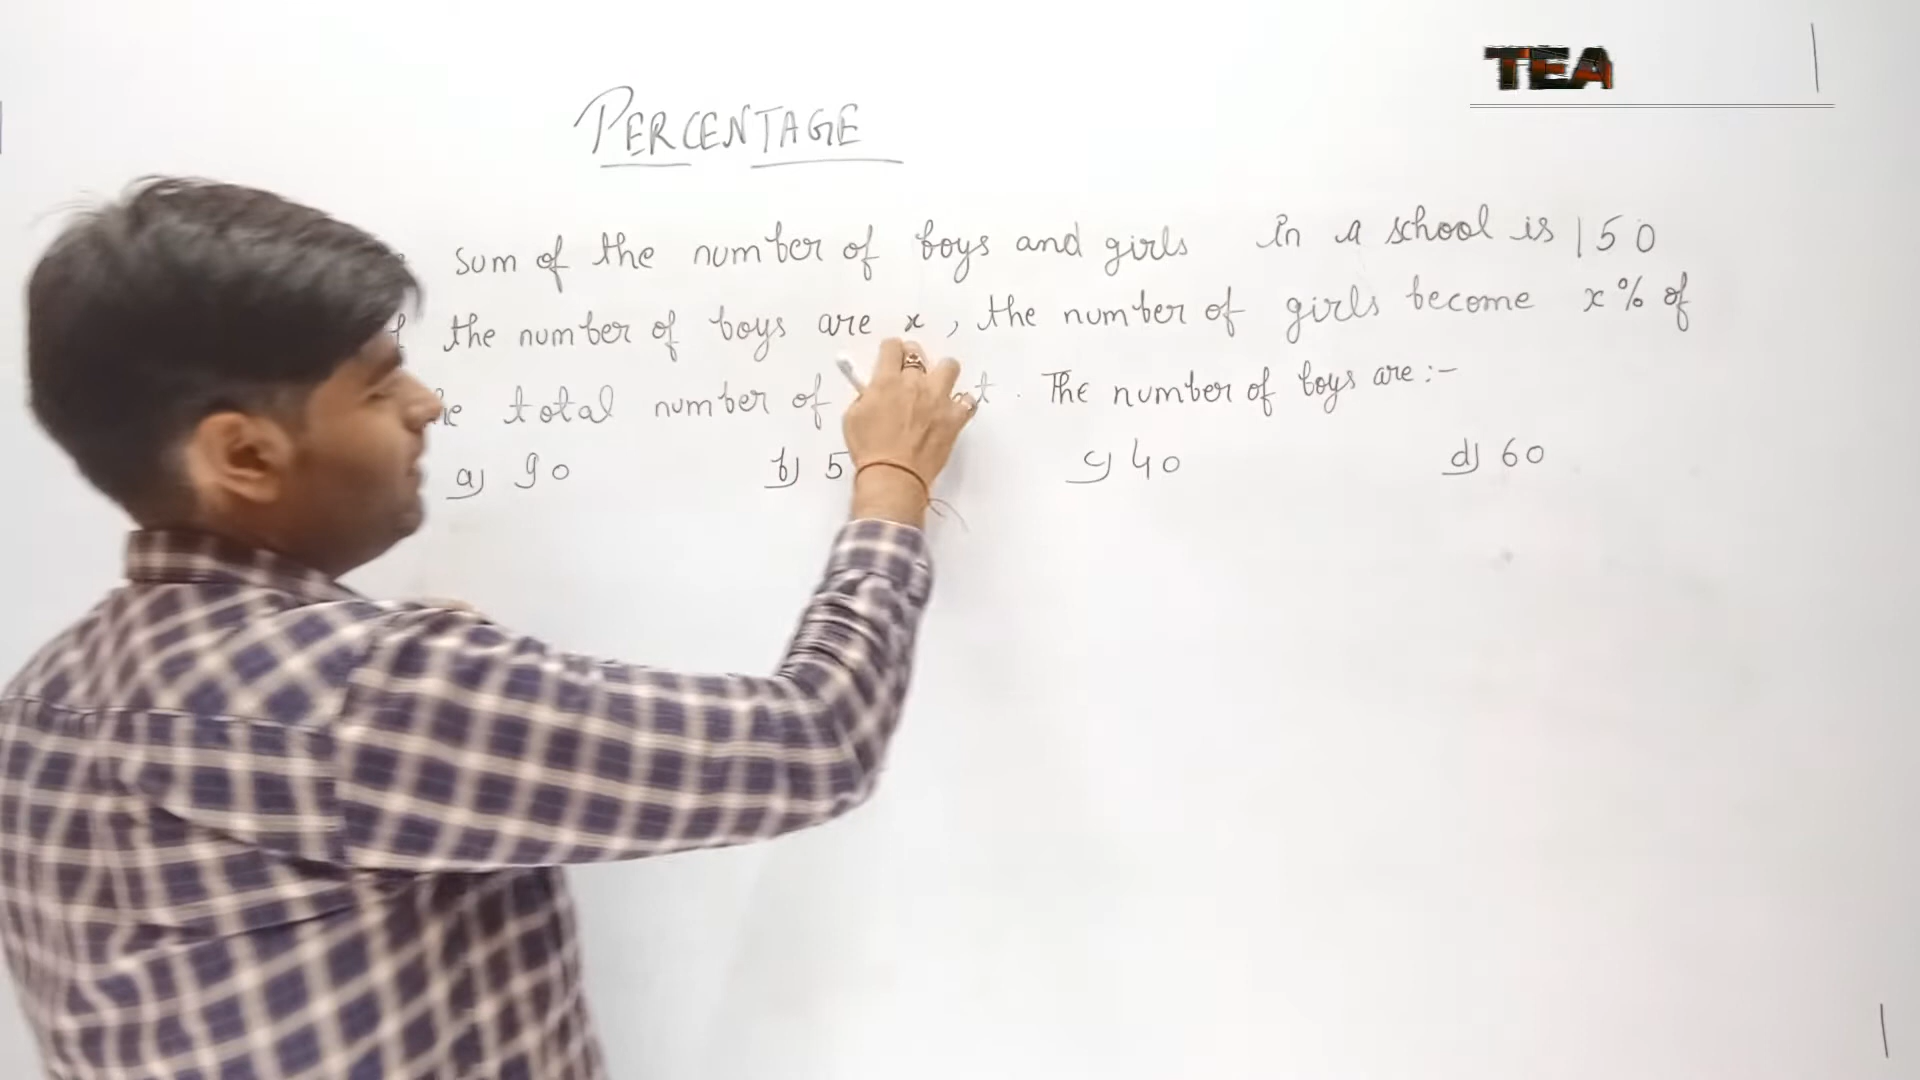 TEA
PERCENTAGE
sum of the number of boys and girls in a school is 150
the number of boys are x, the number of girls become x% of
total number of The number of boys are :-
a) 90 b) 5 c) 40 d) 60